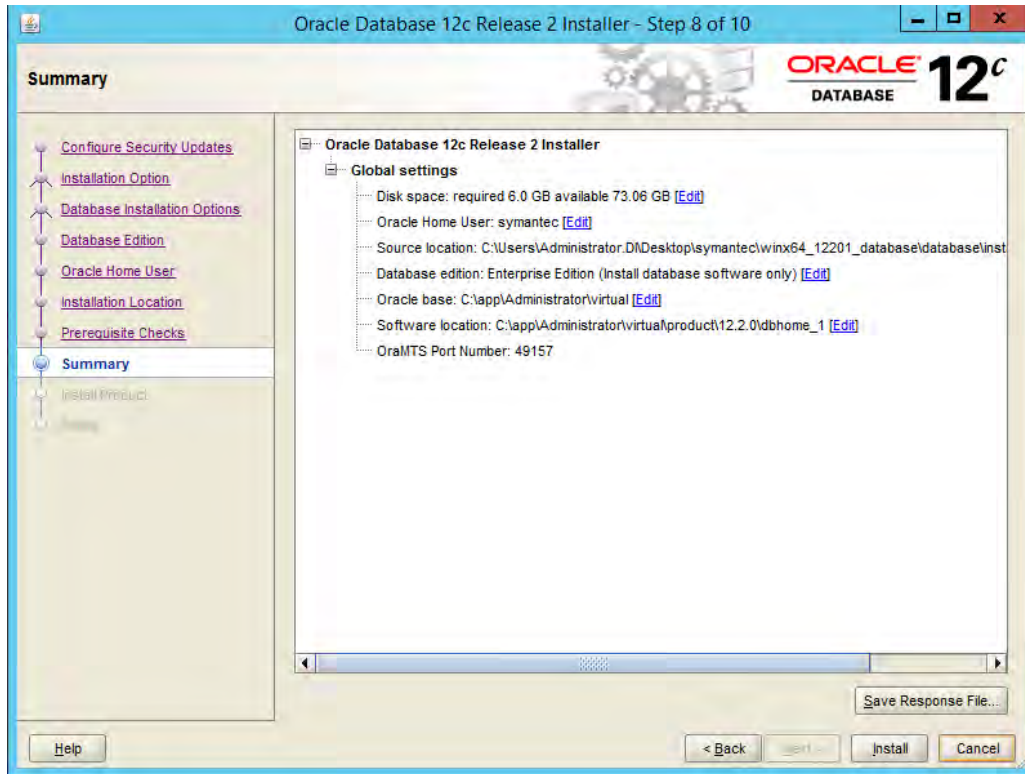 Oracle Database 12c Release 2 Installer - Step 8 of 10
Summary
ORACLE
DATABASE
12c
Configure Security Updates
Installation Option
Database Installation Options
Database Edition
Oracle Home User
Installation Location
Prerequisite Checks
Summary
Install Product
Oracle Database 12c Release 2 Installer
Global settings
Disk space: required 6.0 GB available 73.06 GB [Edit]
Oracle Home User: symantec [Edit]
Source location: C:\Users\Administrator.DI\Desktop\symantec\winx64_12201_database\database\inst
Database edition: Enterprise Edition (Install database software only) [Edit]
Oracle base: C:\app\Administrator\virtual [Edit]
Software location: C:\app\Administrator\virtual\product\12.2.0\dbhome_1 [Edit]
OraMTS Port Number: 49157
Save Response File...
Help
< Back
Install
Cancel